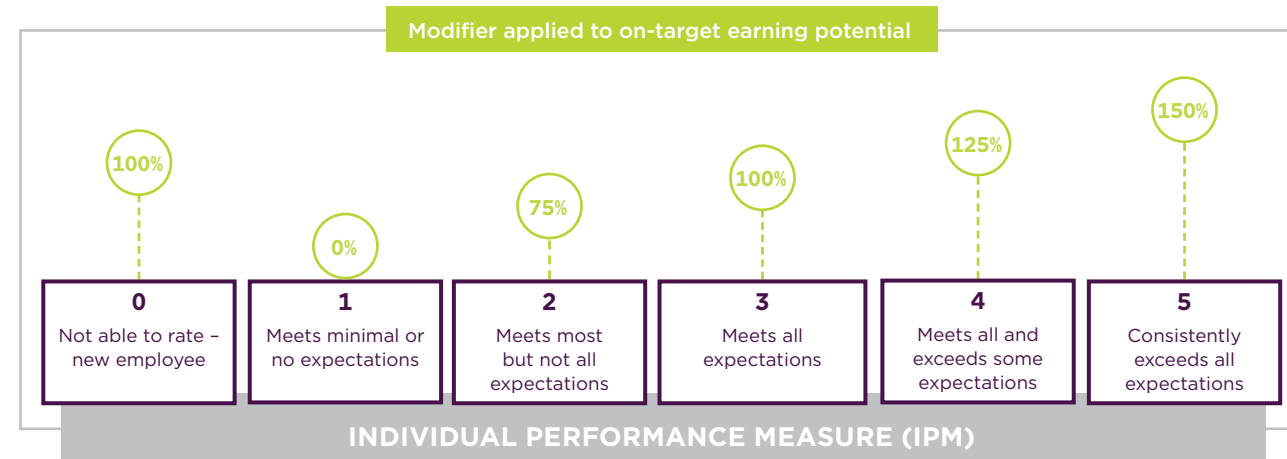 Modifier applied to on-target earning potential
100%
0%
75%
100%
125%
150%
0
Not able to rate –
new employee
1
Meets minimal or
no expectations
2
Meets most
but not all
expectations
3
Meets all
expectations
4
Meets all and
exceeds some
expectations
5
Consistently
exceeds all
expectations
INDIVIDUAL PERFORMANCE MEASURE (IPM)